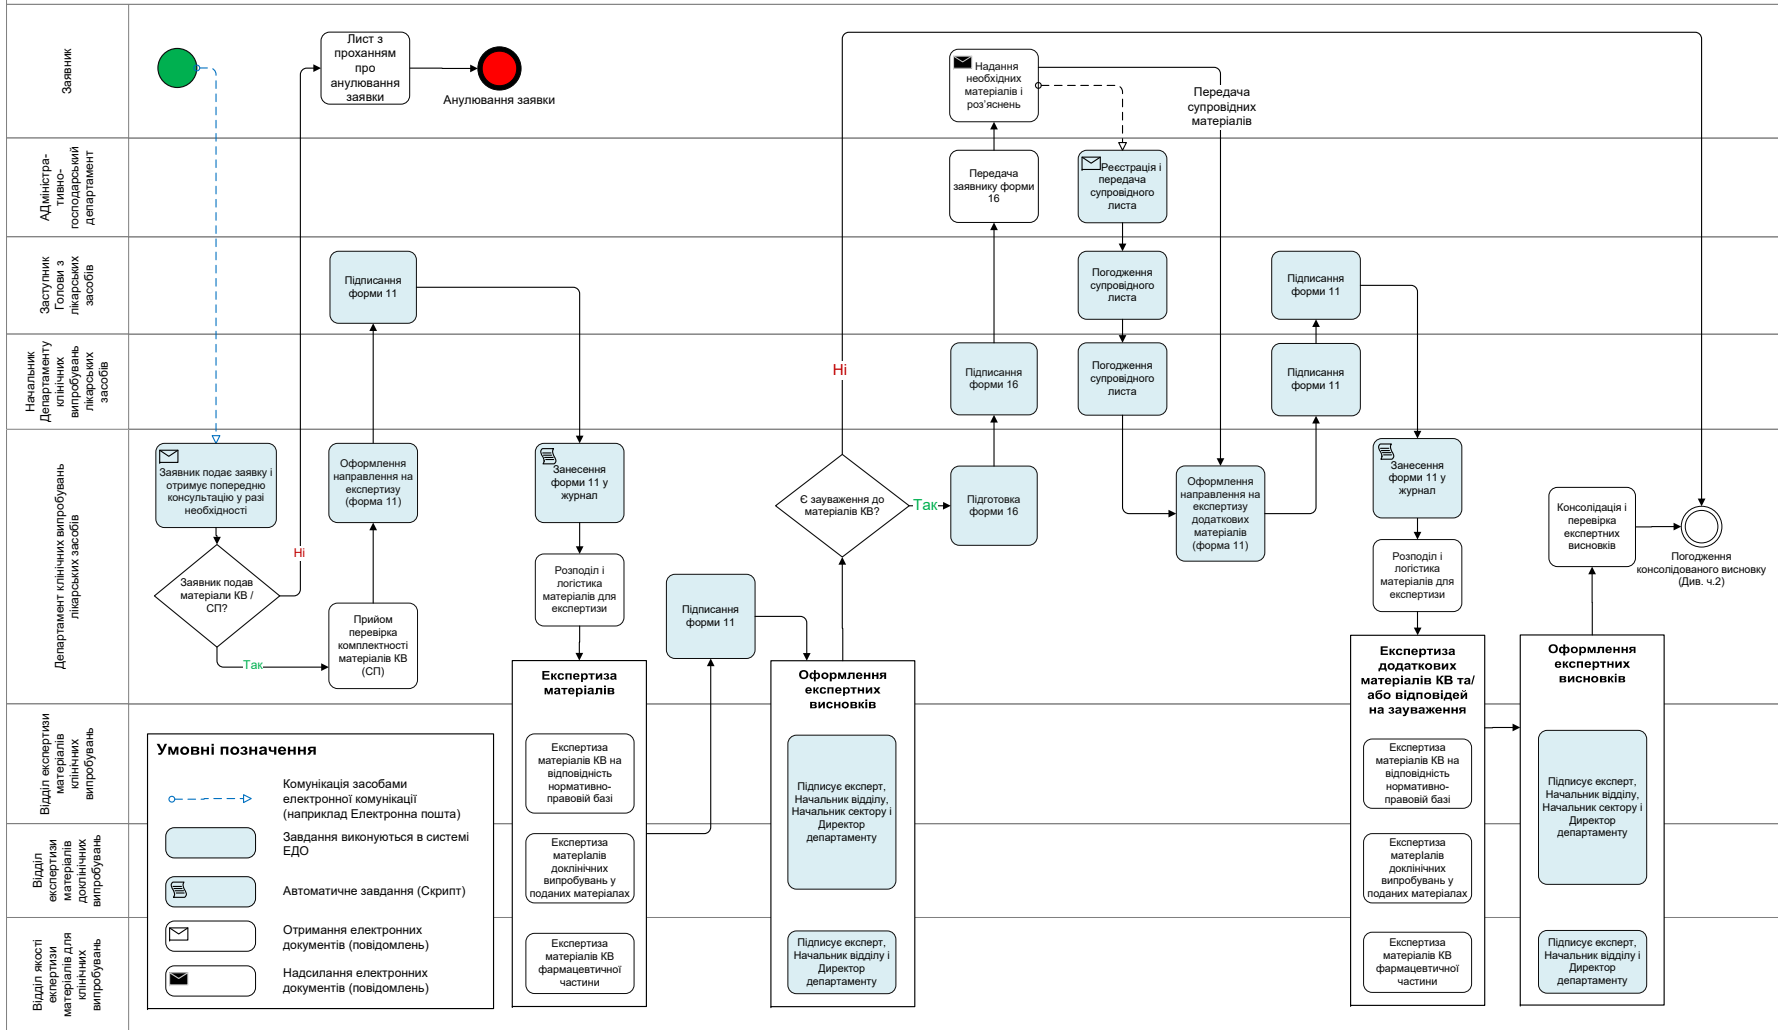 Заявник
АДміністра-
тивно-
господарський
департамент
Заступник
Голови з
лікарських
засобів
Начальник
Департаменту
клінічних
випробувань
лікарських
засобів
Департамент клінічних випробувань
лікарських засобів
Відділ експертизи
матеріалів
клінічних
випробувань
Відділ
експертизи
матеріалів
доклінічних
випробувань
Відділ якості
експертизи
матеріалів для
клінічних
випробувань
Лист з
проханням
про
анулювання
заявки
Анулювання заявки
Надання
необхідних
матеріалів і
роз’яснень
Передача
супровідних
матеріалів
Передача
заявнику форми
16
Реєстрація і
передача
супровідного
листа
Підписання
форми 11
Погодження
супровідного
листа
Підписання
форми 11
Ні
Підписання
форми 16
Погодження
супровідного
листа
Підписання
форми 11
Заявник подає заявку і
отримує попередню
консультацію у разі
необхідності
Оформлення
направлення на
експертизу
(форма 11)
Занесення
форми 11 у
журнал
Є зауваження до
матеріалів КВ?
Так
Підготовка
форми 16
Оформлення
направлення на
експертизу
додаткових
матеріалів
(форма 11)
Занесення
форми 11 у
журнал
Консолідація і
перевірка
експертних
висновків
Погодження
консолідованого висновку
(Див. ч.2)
Ні
Заявник подав
матеріали КВ /
СП?
Так
Прийом
перевірка
комплектності
матеріалів КВ
(СП)
Розподіл і
логістика
матеріалів для
експертизи
Підписання
форми 11
Розподіл і
логістика
матеріалів для
експертизи
Експертиза
матеріалів
Експертиза
матеріалів КВ на
відповідність
нормативно-
правовій базі
Експертиза
матеріалів
доклінічних
випробувань у
поданих матеріалах
Експертиза
матеріалів КВ
фармацевтичної
частини
Оформлення
експертних
висновків
Підписує експерт,
Начальник відділу,
Начальник сектору і
Директор
департаменту
Підписує експерт,
Начальник відділу і
Директор
департаменту
Експертиза
додаткових
матеріалів КВ та/
або відповідей
на зауваження
Експертиза
матеріалів КВ на
відповідність
нормативно-
правовій базі
Експертиза
матеріалів
доклінічних
випробувань у
поданих матеріалах
Експертиза
матеріалів КВ
фармацевтичної
частини
Оформлення
експертних
висновків
Підписує експерт,
Начальник відділу,
Начальник сектору і
Директор
департаменту
Підписує експерт,
Начальник відділу і
Директор
департаменту
Умовні позначення
Комунікація засобами
електронної комунікації
(наприклад Електронна пошта)
Завдання виконуються в системі
ЕДО
Автоматичне завдання (Скрипт)
Отримання електронних
документів (повідомлень)
Надсилання електронних
документів (повідомлень)